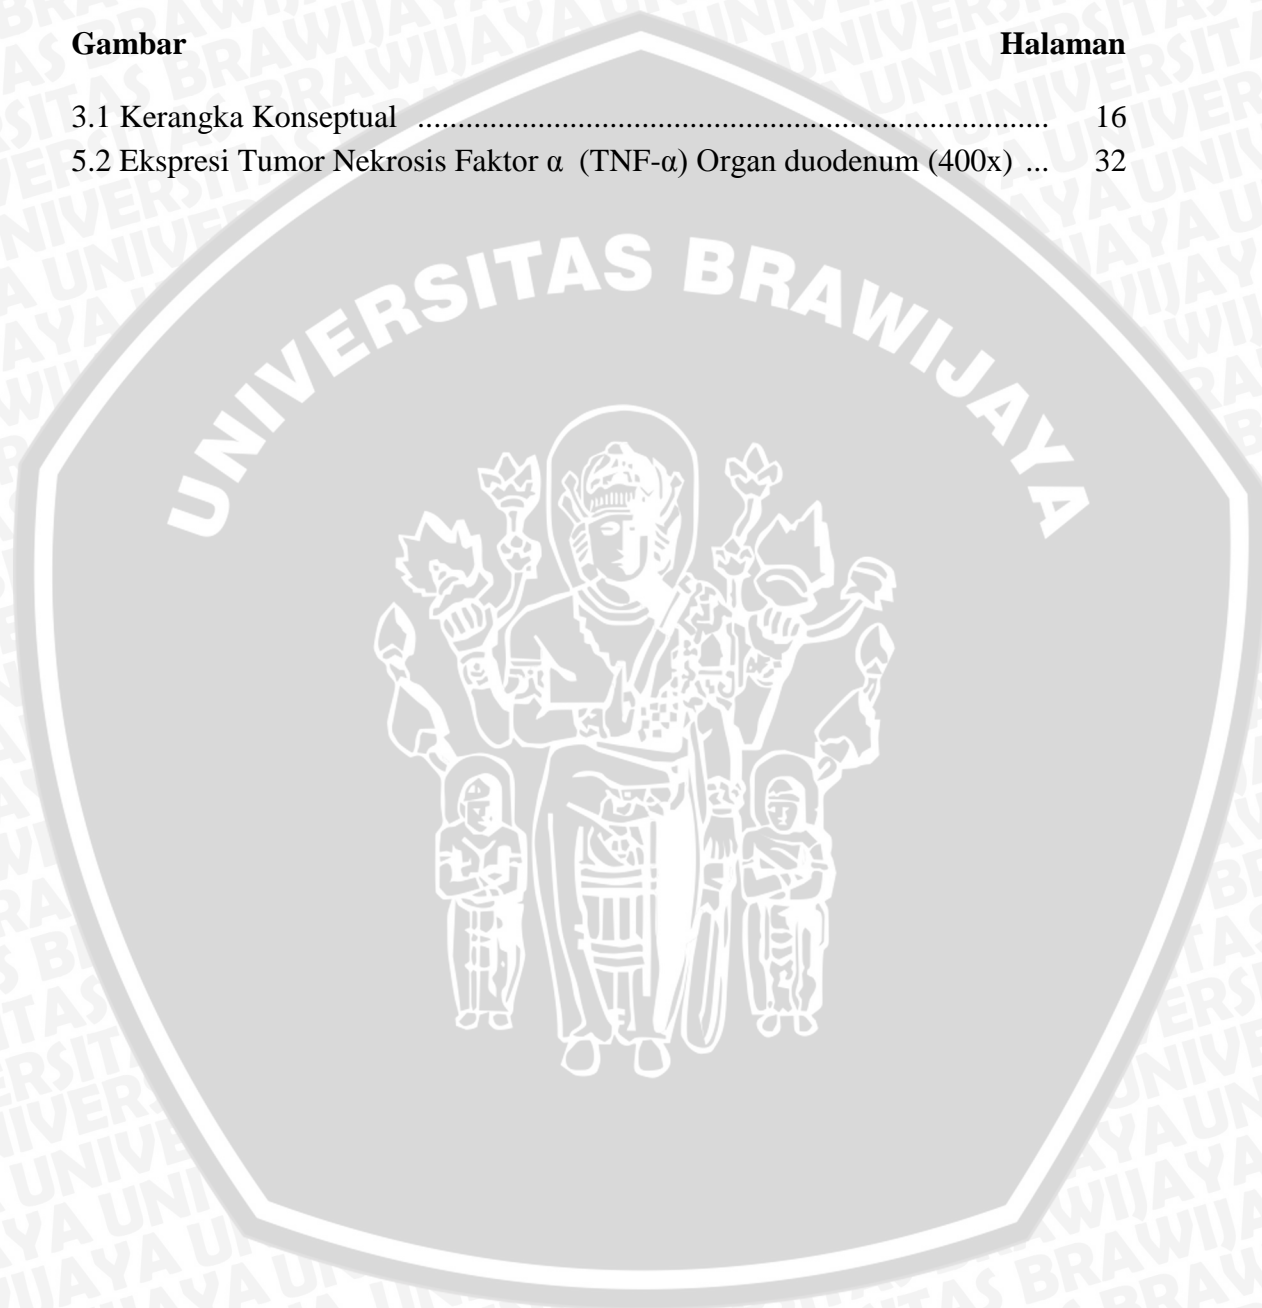 Gambar Halaman
3.1 Kerangka Konseptual ............................................................................... 16
5.2 Ekspresi Tumor Nekrosis Faktor α (TNF-α) Organ duodenum (400x) ... 32
UNIVERSITAS BRAWIJAYA